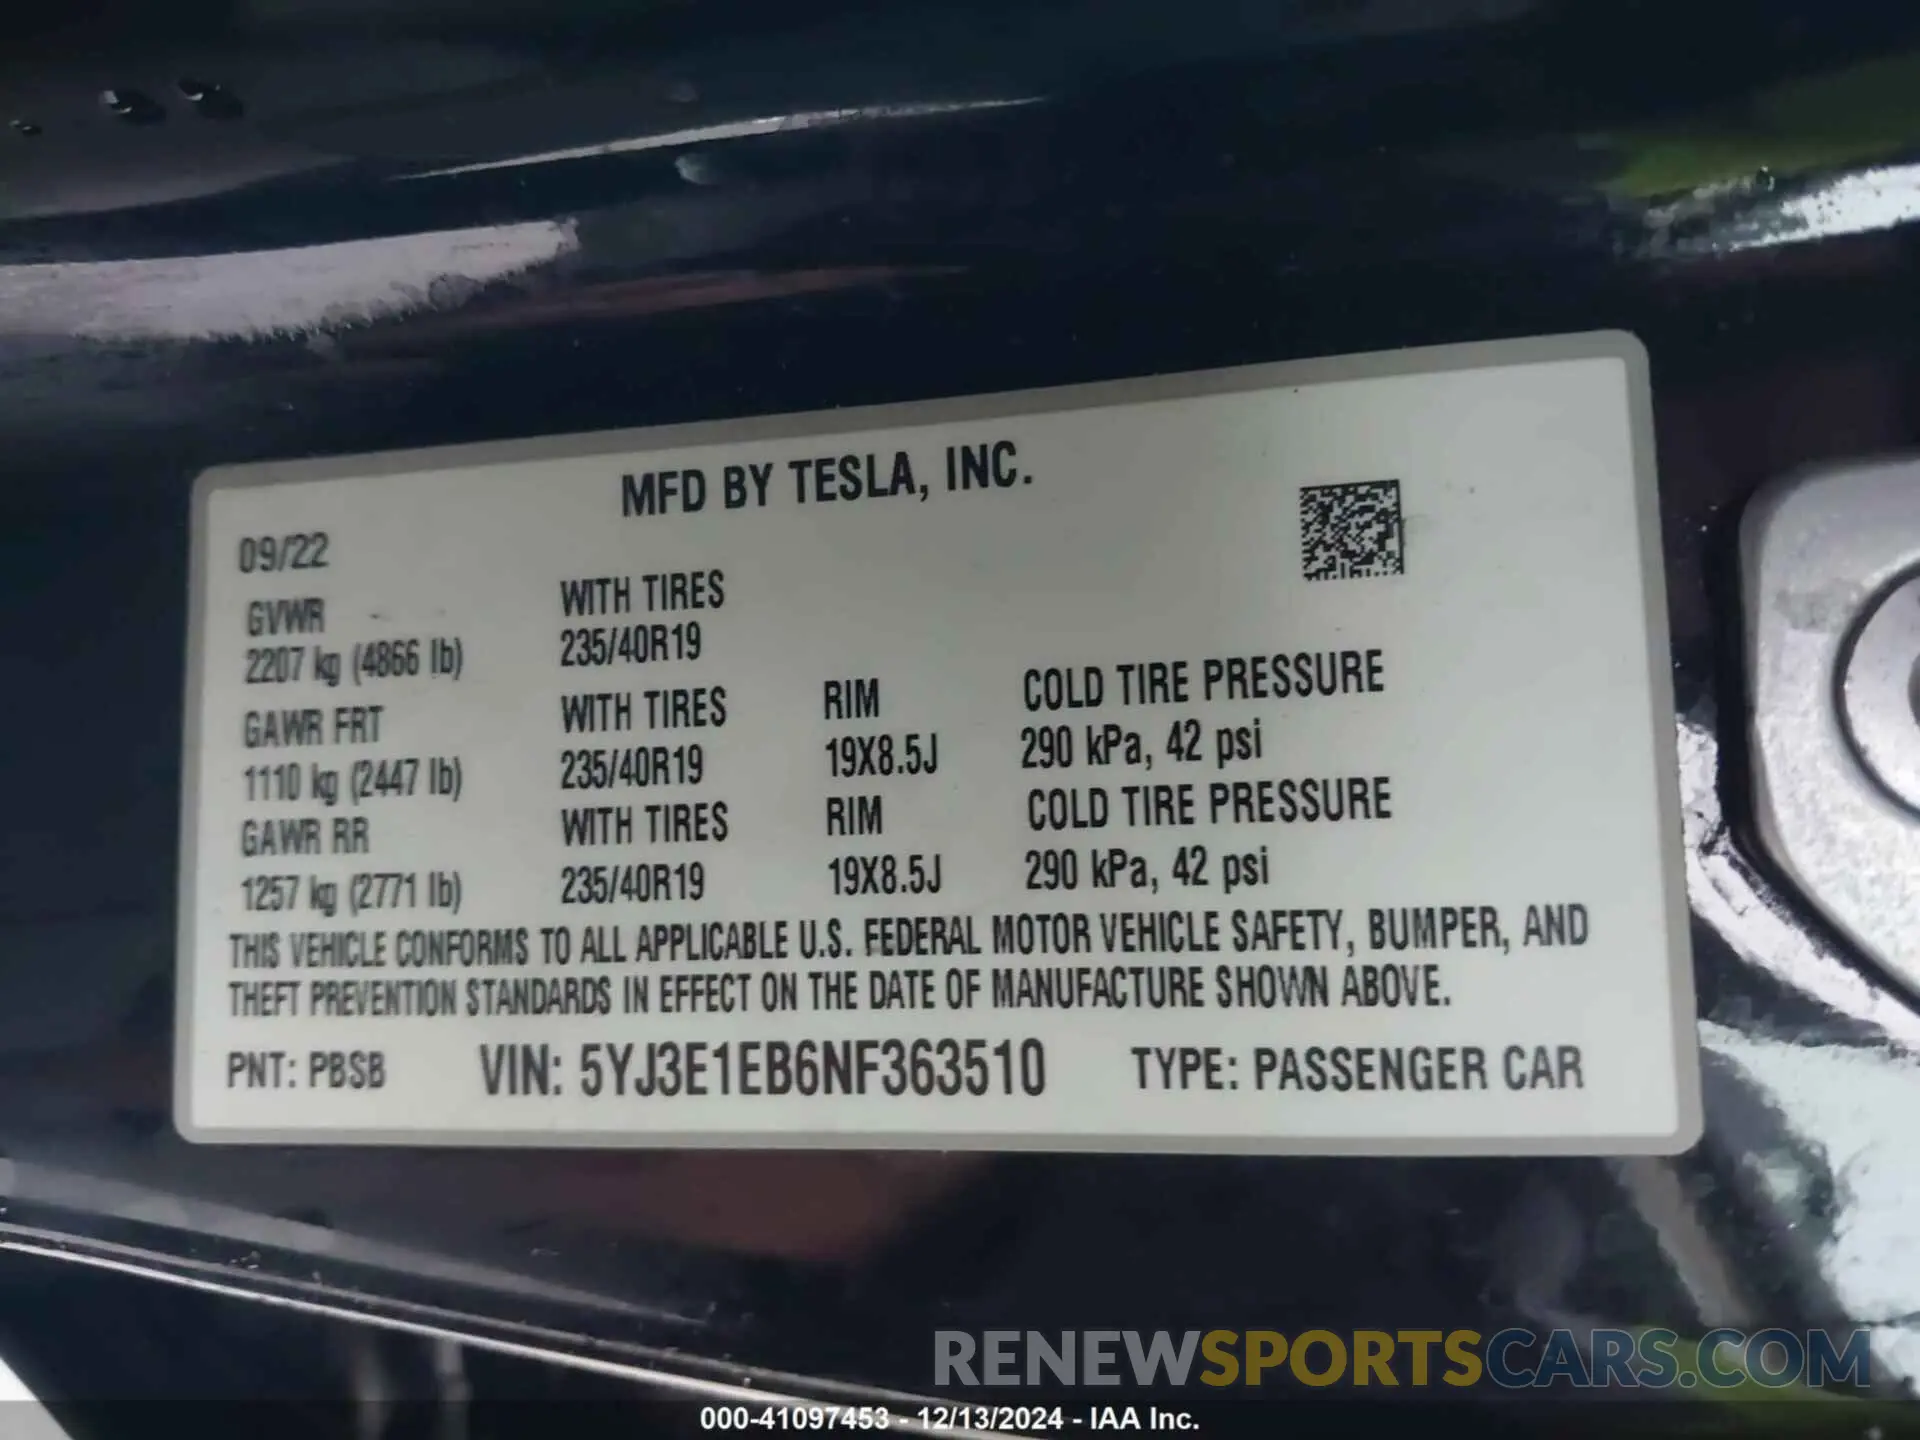 MFD BY TESLA, INC.
09/22
GVWR WITH TIRES
2207 kg (4866 lb) 235/40R19
GAWR FRT WITH TIRES RIM COLD TIRE PRESSURE
1110 kg (2447 lb) 235/40R19 19X8.5J 290 kPa, 42 psi
GAWR RR WITH TIRES RIM COLD TIRE PRESSURE
1257 kg (2771 lb) 235/40R19 19X8.5J 290 kPa, 42 psi
THIS VEHICLE CONFORMS TO ALL APPLICABLE U.S. FEDERAL MOTOR VEHICLE SAFETY, BUMPER, AND
THEFT PREVENTION STANDARDS IN EFFECT ON THE DATE OF MANUFACTURE SHOWN ABOVE.
PNT: PBSB VIN: 5YJ3E1EB6NF363510 TYPE: PASSENGER CAR
RENEWSPORTSCARS.COM
000-41097453 - 12/13/2024 - IAA Inc.